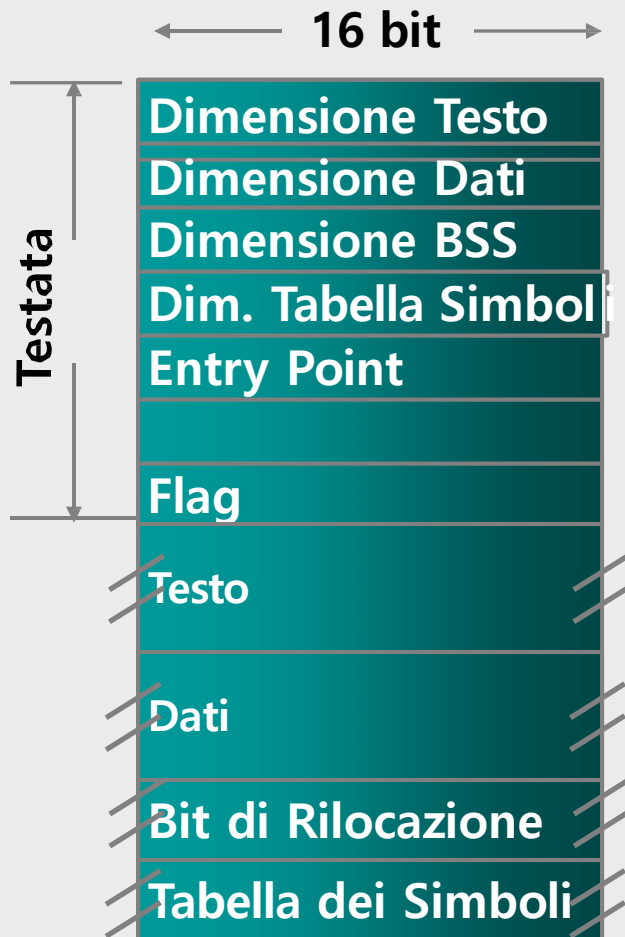 16 bit
Testata
Dimensione Testo
Dimensione Dati
Dimensione BSS
Dim. Tabella Simboli
Entry Point
Flag
Testo
Dati
Bit di Rilocazione
Tabella dei Simboli